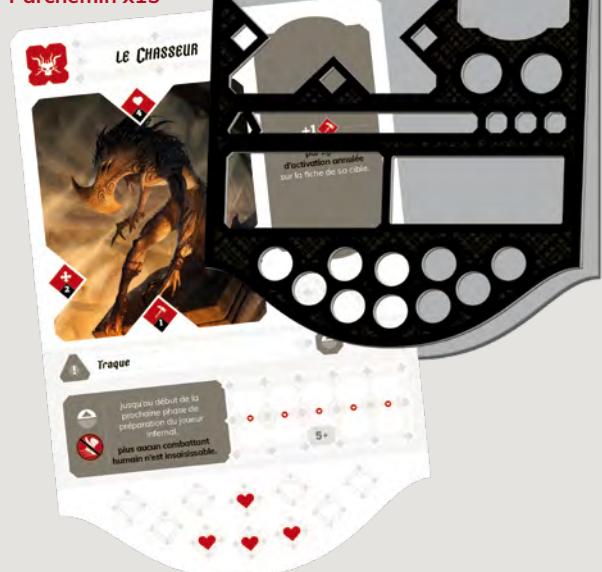 Parchemin x15
LE CHASSEUR
4
+1
d'activation annulée
sur la fiche de sa cible.
2
1
Traque
jusqu'au début de la
prochaine phase de
préparation du joueur
infernal,
plus aucun combattant
humain n'est insaisissable.
5+